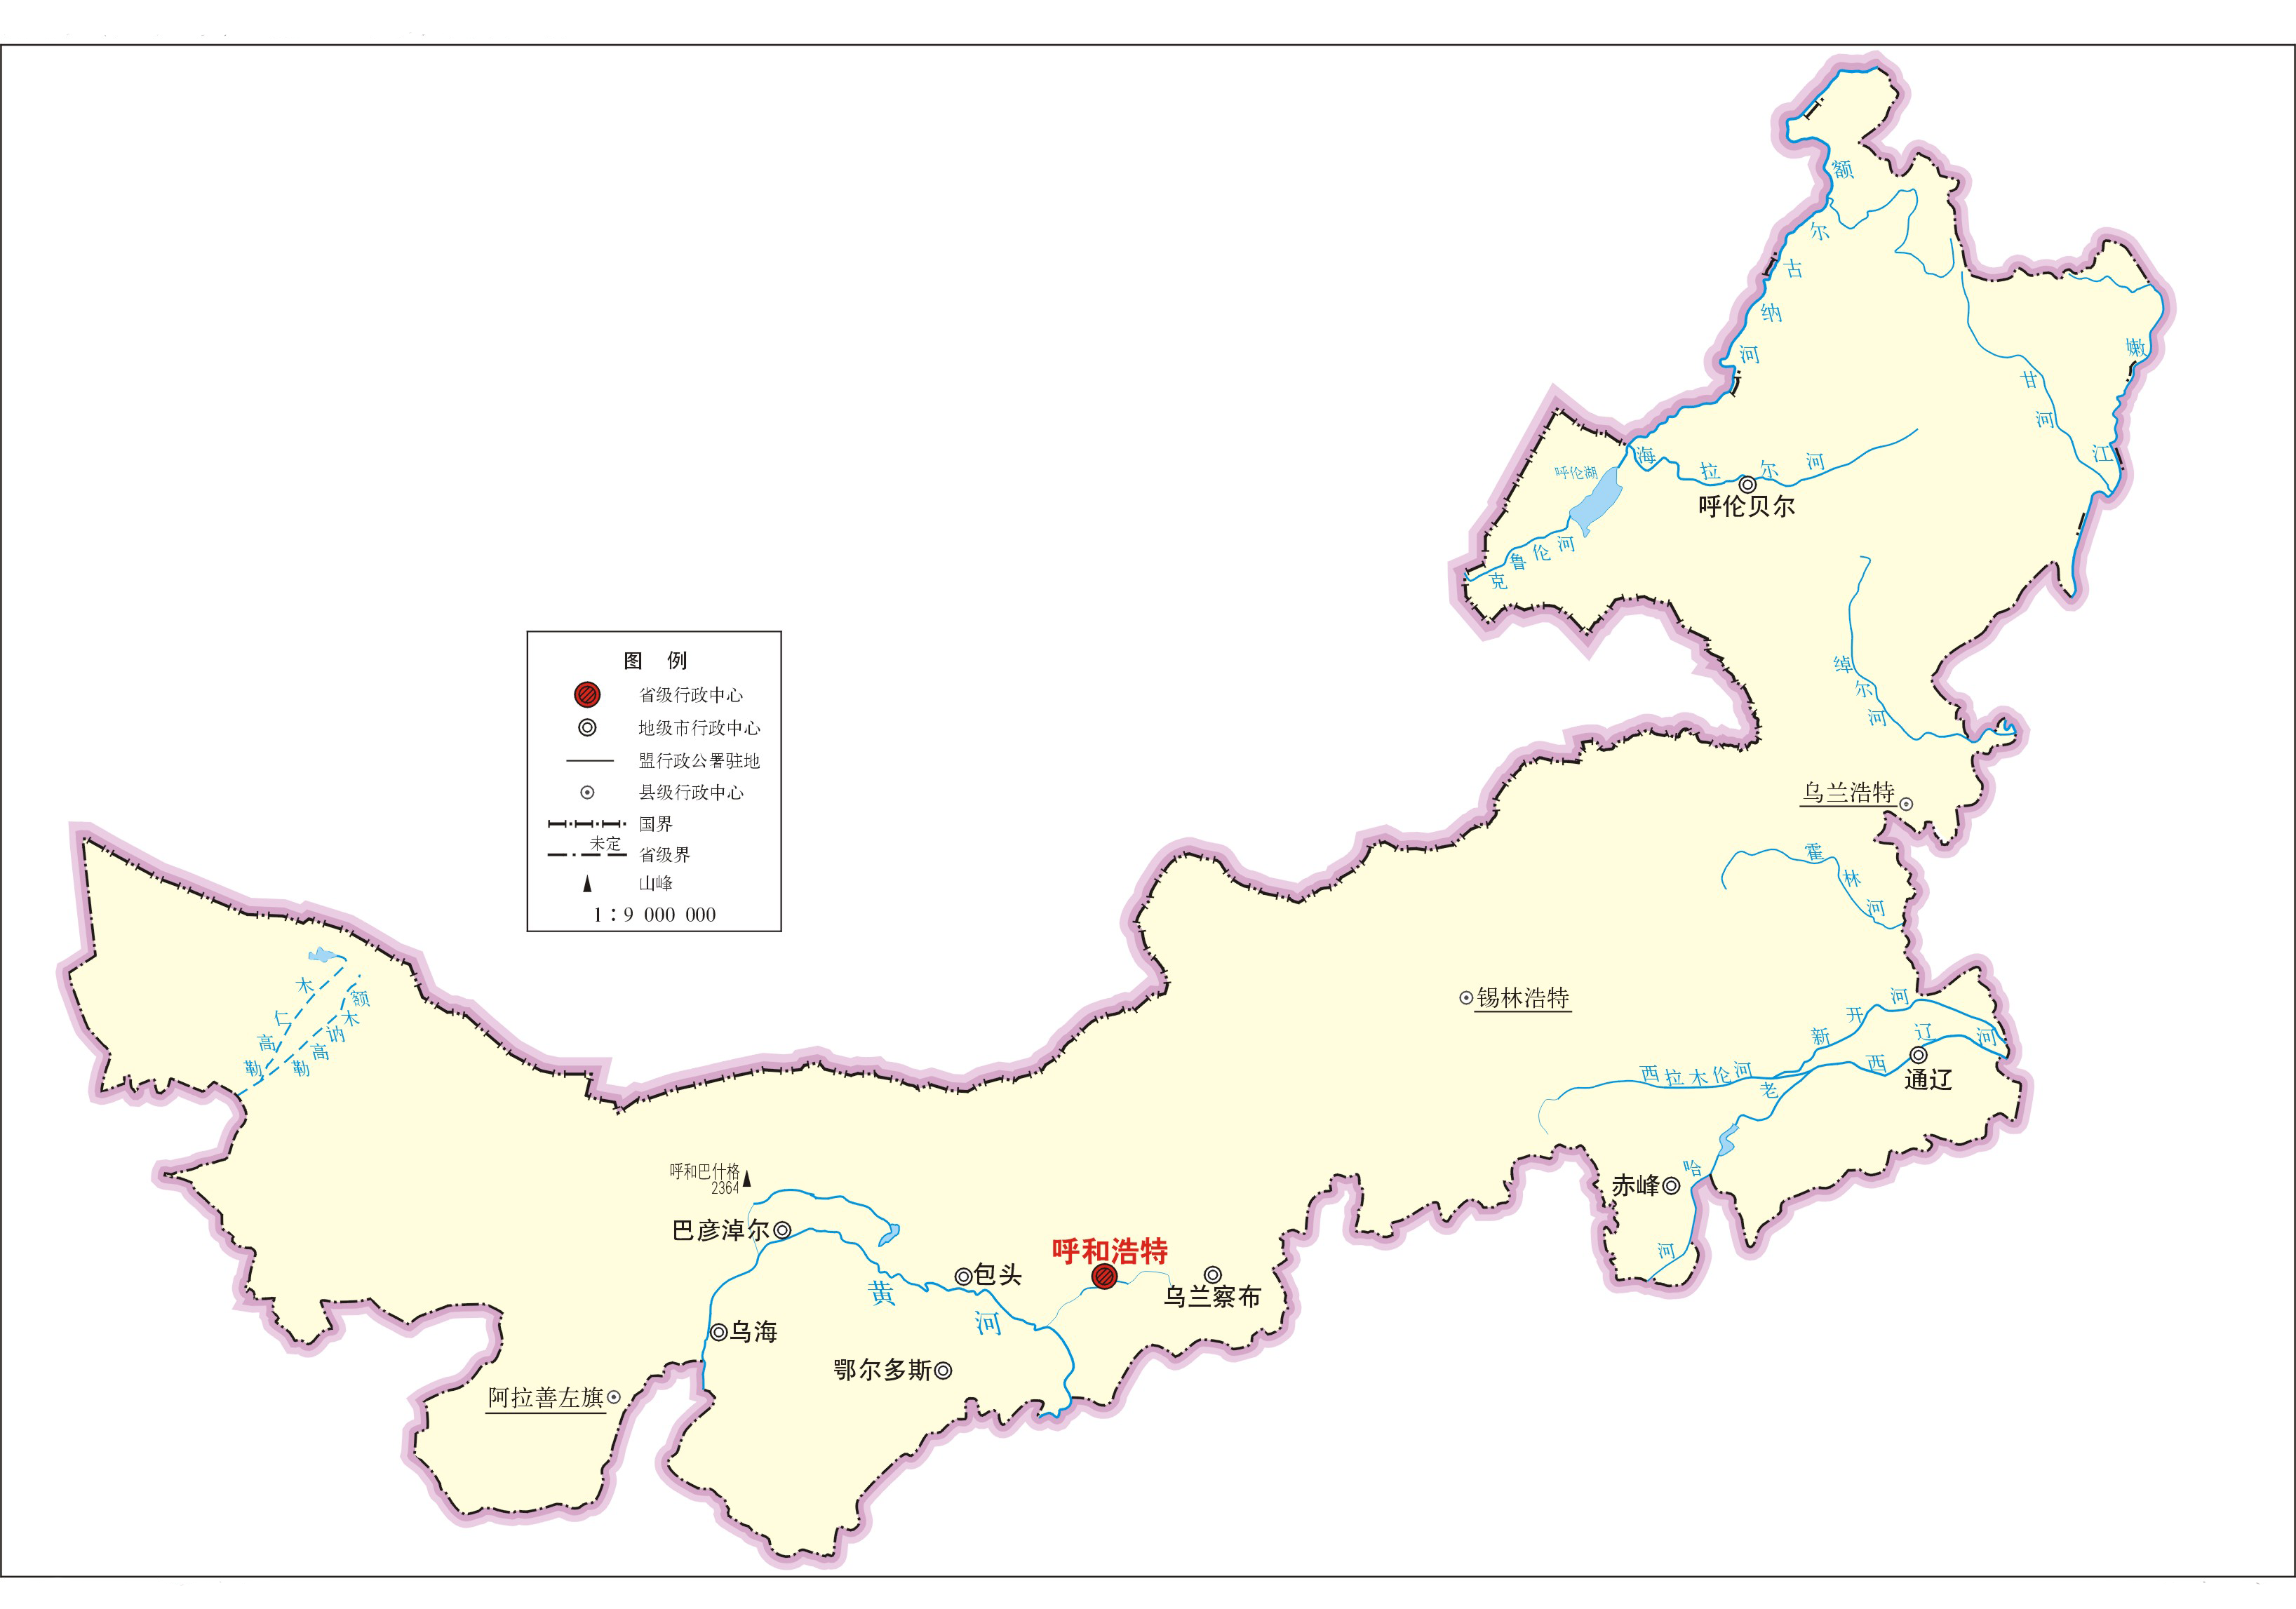 额
尔
古
纳
河
嫩
江
甘
河
海拉尔河
呼伦湖
呼伦贝尔
克鲁伦河
绰
尔
河
图 例
省级行政中心
地级市行政中心
盟行政公署驻地
县级行政中心
国界
未定
省级界
山峰
1：9 000 000
乌兰浩特
霍
林
河
木
仁
高
勒
额
木
讷
高
勒
锡林浩特
新开河
西辽河
西拉木伦河
通辽
老
哈
河
赤峰
呼和巴什格
2364
巴彦淖尔
呼和浩特
包头
乌兰察布
黄河
乌海
鄂尔多斯
阿拉善左旗